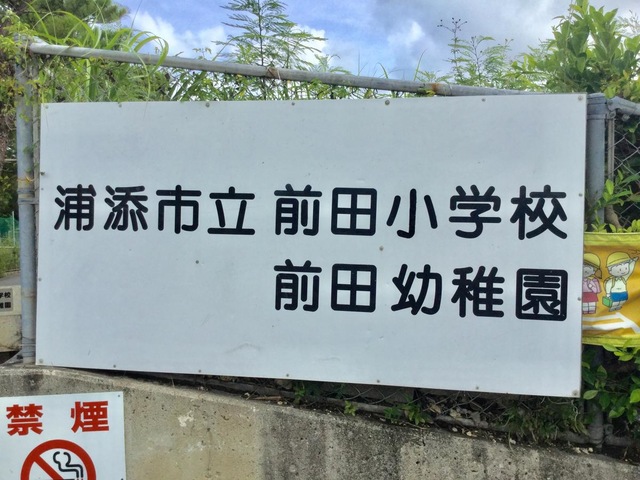 浦添市立 前田小学校
前田 幼稚園
禁煙